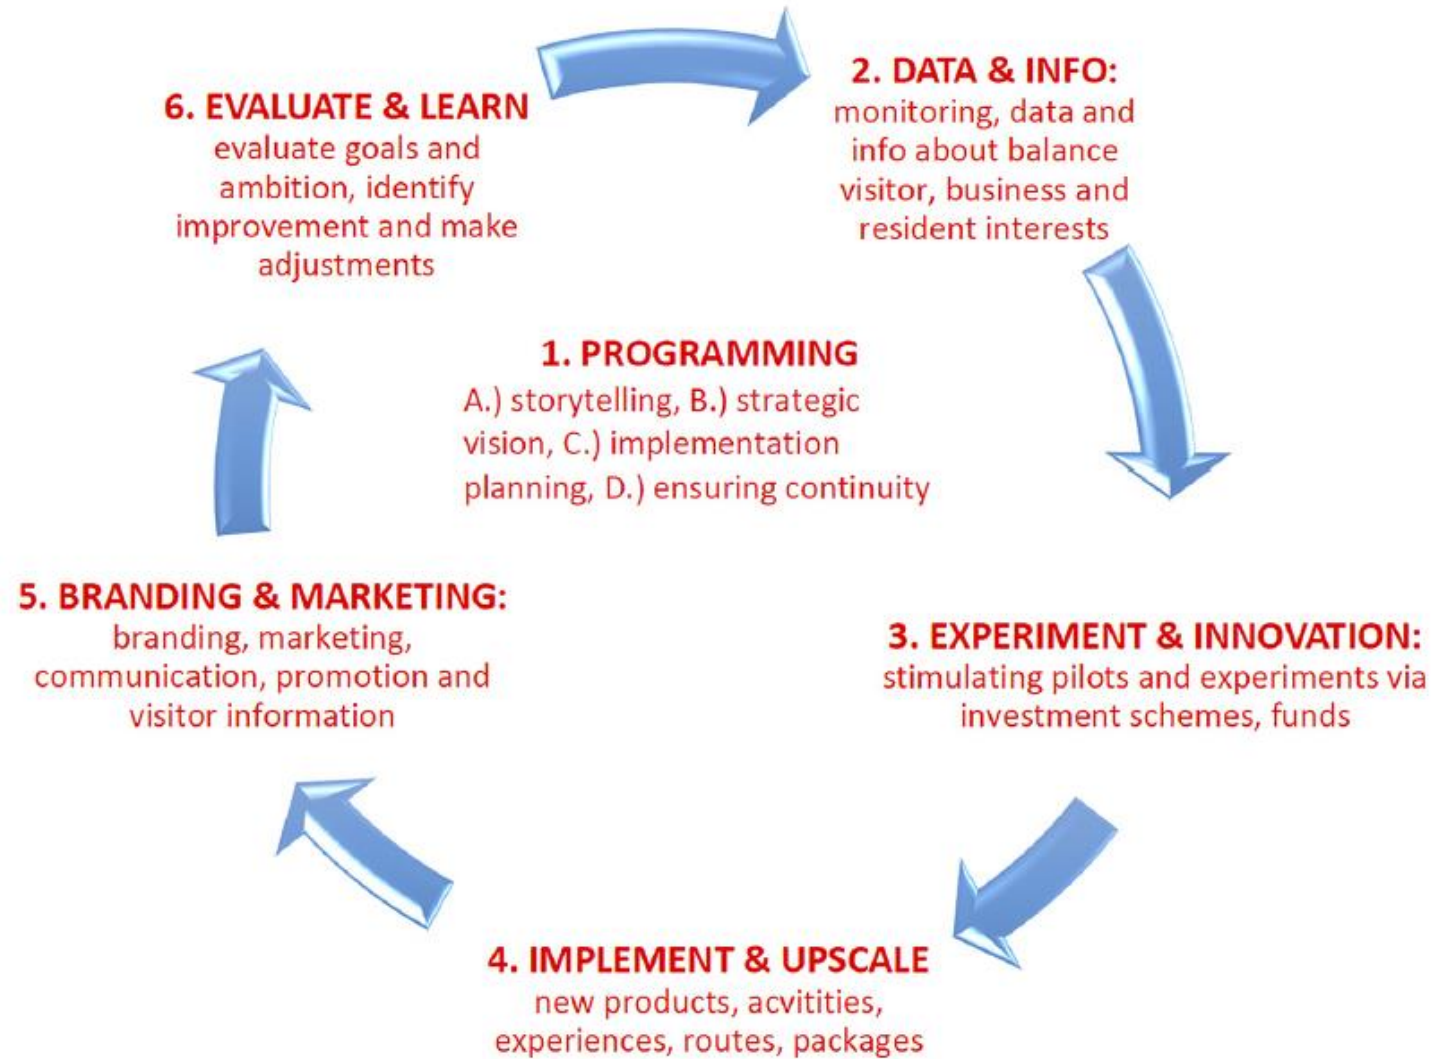 1. PROGRAMMING
A.) storytelling, B.) strategic
vision, C.) implementation
planning, D.) ensuring continuity
2. DATA & INFO:
monitoring, data and
info about balance
visitor, business and
resident interests
3. EXPERIMENT & INNOVATION:
stimulating pilots and experiments via
investment schemes, funds
4. IMPLEMENT & UPSCALE
new products, acvitities,
experiences, routes, packages
5. BRANDING & MARKETING:
branding, marketing,
communication, promotion and
visitor information
6. EVALUATE & LEARN
evaluate goals and
ambition, identify
improvement and make
adjustments